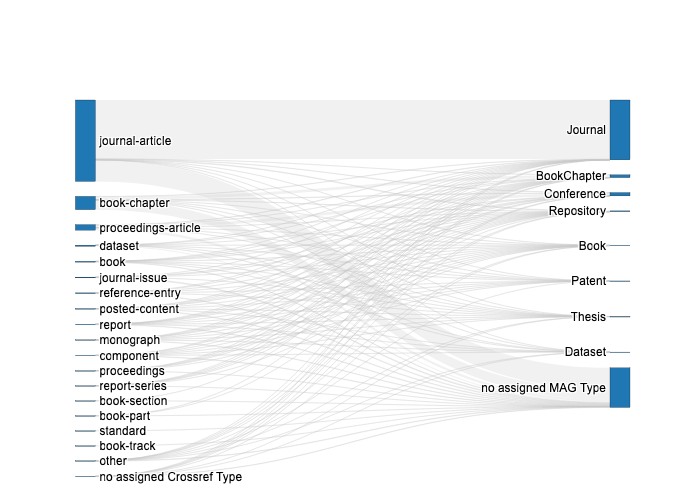 journal-article
book-chapter
proceedings-article
dataset
book
journal-issue
reference-entry
posted-content
report
monograph
component
proceedings
report-series
book-section
book-part
standard
book-track
other
no assigned Crossref Type
Journal
BookChapter
Conference
Repository
Book
Patent
Thesis
Dataset
no assigned MAG Type